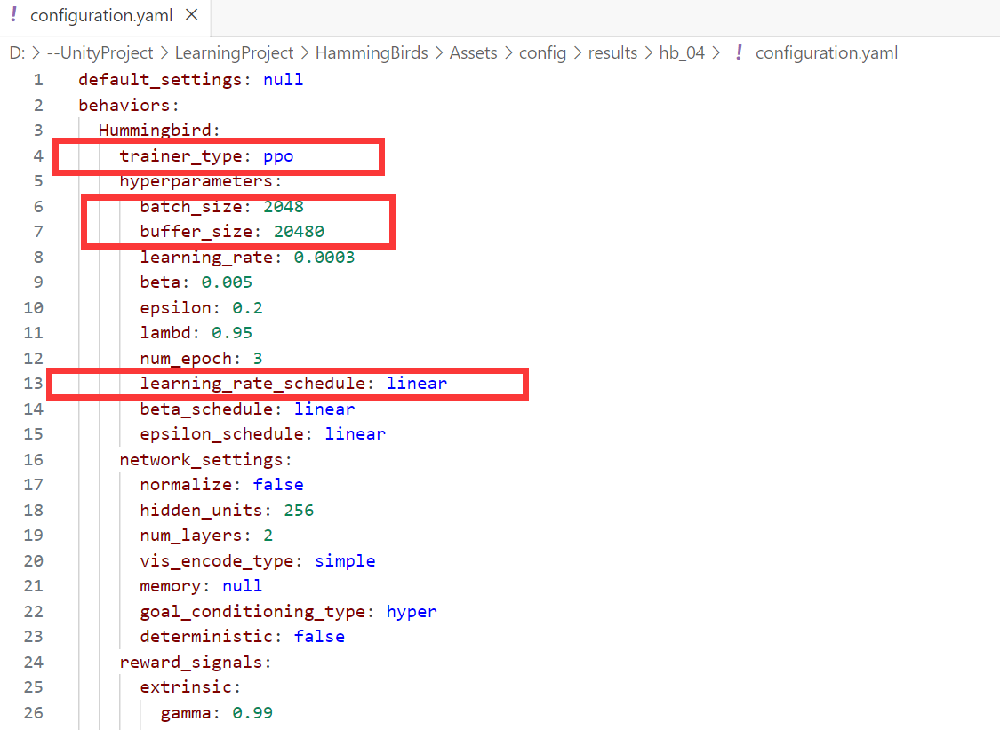 ! configuration.yaml ×
D: > --UnityProject > LearningProject > HammingBirds > Assets > config > results > hb_04 > ! configuration.yaml
1 default_settings: null
2 behaviors:
3 Hummingbird:
4 trainer_type: ppo
5 hyperparameters:
6 batch_size: 2048
7 buffer_size: 20480
8 learning_rate: 0.0003
9 beta: 0.005
10 epsilon: 0.2
11 lambd: 0.95
12 num_epoch: 3
13 learning_rate_schedule: linear
14 beta_schedule: linear
15 epsilon_schedule: linear
16 network_settings:
17 normalize: false
18 hidden_units: 256
19 num_layers: 2
20 vis_encode_type: simple
21 memory: null
22 goal_conditioning_type: hyper
23 deterministic: false
24 reward_signals:
25 extrinsic:
26 gamma: 0.99